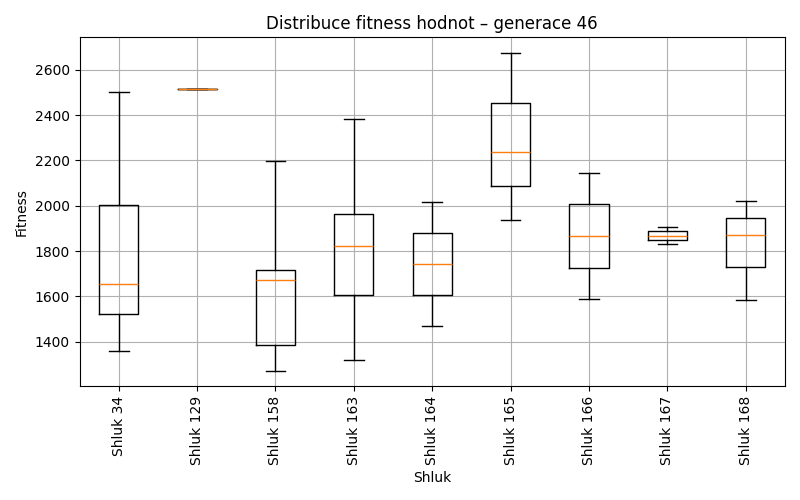 Distribuce fitness hodnot – generace 46
Fitness
2600
2400
2200
2000
1800
1600
1400
Shluk 34
Shluk 129
Shluk 158
Shluk 163
Shluk 164
Shluk 165
Shluk 166
Shluk 167
Shluk 168
Shluk